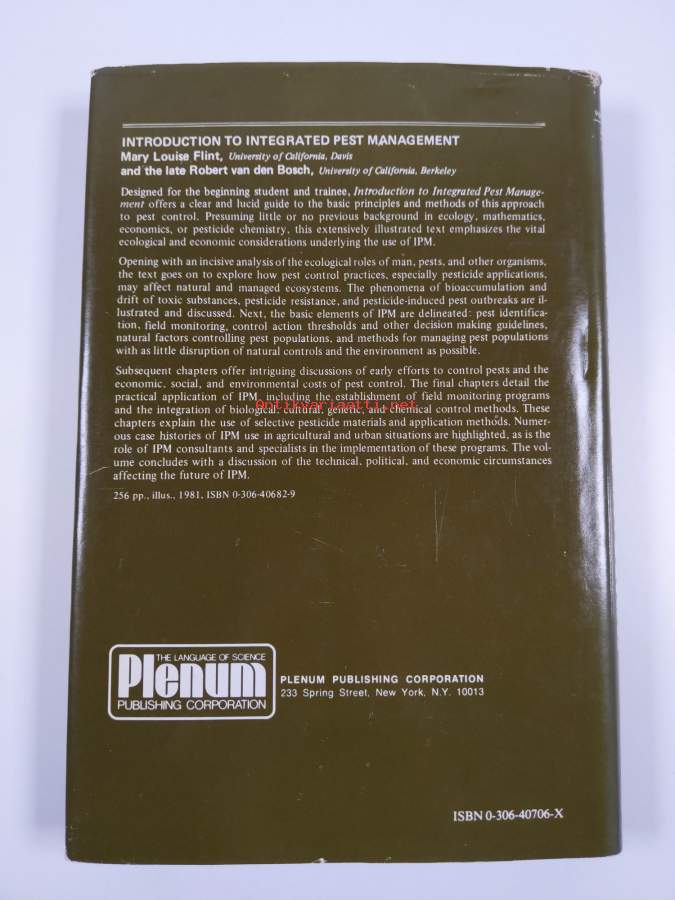 INTRODUCTION TO INTEGRATED PEST MANAGEMENT
Mary Louise Flint, University of California, Davis
and the late Robert van den Bosch, University of California, Berkeley
Designed for the beginning student and trainee, Introduction to Integrated Pest Manage-
ment offers a clear and lucid guide to the basic principles and methods of this approach
to pest control. Presuming little or no previous background in ecology, mathematics,
economics, or pesticide chemistry, this extensively illustrated text emphasizes the vital
ecological and economic considerations underlying the use of IPM.
Opening with an incisive analysis of the ecological roles of man, pests, and other organisms,
the text goes on to explore how pest control practices, especially pesticide applications,
may affect natural and managed ecosystems. The phenomena of bioaccumulation and
drift of toxic substances, pesticide resistance, and pesticide-induced pest outbreaks are il-
lustrated and discussed. Next, the basic elements of IPM are delineated: pest identifica-
tion, field monitoring, control action thresholds and other decision making guidelines,
natural factors controlling pest populations, and methods for managing pest populations
with as little disruption of natural controls and the environment as possible.
Subsequent chapters offer intriguing discussions of early efforts to control pests and the
economic, social, and environmental costs of pest control. The final chapters detail the
practical application of IPM, including the establishment of field monitoring programs
antikvariaatti.net
and the integration of biological, cultural, genetic, and chemical control methods. These
chapters explain the use of selective pesticide materials and application methods. Numer-
ous case histories of IPM use in agricultural and urban situations are highlighted, as is the
role of IPM consultants and specialists in the implementation of these programs. The vol-
ume concludes with a discussion of the technical, political, and economic circumstances
affecting the future of IPM.
256 pp., illus., 1981, ISBN 0-306-40682-9
THE LANGUAGE OF SCIENCE
Plenum
PUBLISHING CORPORATION
PLENUM PUBLISHING CORPORATION
233 Spring Street, New York, N.Y. 10013
ISBN 0-306-40706-X